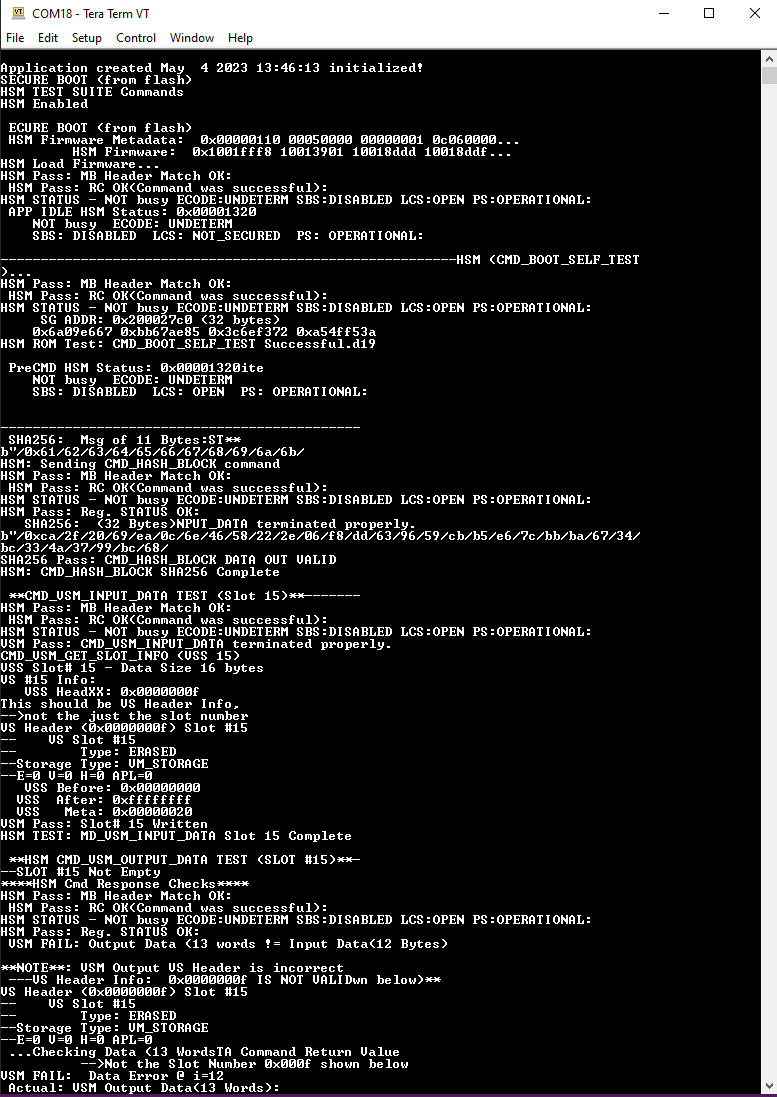 COM18 - Tera Term VT
File Edit Setup Control Window Help
Application created May  4 2023 13:46:13 initialized!
SECURE BOOT (from flash)
HSM TEST SUITE Commands
HSM Enabled
ECURE BOOT (from flash)
HSM Firmware Metadata:  0x00000110 00050000 00000001 0c060000...
HSM Firmware:  0x1001fff8 10013901 10018ddd 10018ddf...
HSM Load Firmware...
HSM Pass: MB Header Match OK:
HSM Pass: RC OK(Command was successful):
HSM STATUS - NOT busy ECODE:UNDETERM SBS:DISABLED LCS:OPEN PS:OPERATIONAL:
APP IDLE HSM Status: 0x00001320
NOT busy  ECODE: UNDETERM
SBS: DISABLED  LCS: NOT_SECURED  PS: OPERATIONAL:
---------------------------------------------------------HSM (CMD_BOOT_SELF_TEST
)...
HSM Pass: MB Header Match OK:
HSM Pass: RC OK(Command was successful):
HSM STATUS - NOT busy ECODE:UNDETERM SBS:DISABLED LCS:OPEN PS:OPERATIONAL:
SG ADDR: 0x200027c0 (32 bytes)
0x6a09e667 0xbb67ae85 0x3c6ef372 0xa54ff53a
HSM ROM Test: CMD_BOOT_SELF_TEST Successful.d19
PreCMD HSM Status: 0x00001320ite
NOT busy  ECODE: UNDETERM
SBS: DISABLED  LCS: OPEN  PS: OPERATIONAL:
---------------------------------------------
SHA256:  Msg of 11 Bytes:ST**
b"/0x61/62/63/64/65/66/67/68/69/6a/6b/
HSM: Sending CMD_HASH_BLOCK command
HSM Pass: MB Header Match OK:
HSM Pass: RC OK(Command was successful):
HSM STATUS - NOT busy ECODE:UNDETERM SBS:DISABLED LCS:OPEN PS:OPERATIONAL:
HSM Pass: Reg. STATUS OK:
SHA256:  (32 Bytes)NPUT_DATA terminated properly.
b"/0xca/2f/20/69/ea/0c/6e/46/58/22/2e/06/f8/dd/63/96/59/cb/b5/e6/7c/bb/ba/67/34/
bc/33/4a/37/99/bc/68/
SHA256 Pass: CMD_HASH_BLOCK DATA OUT VALID
HSM: CMD_HASH_BLOCK SHA256 Complete
**CMD_VSM_INPUT_DATA TEST (Slot 15)**-------
HSM Pass: MB Header Match OK:
HSM Pass: RC OK(Command was successful):
HSM STATUS - NOT busy ECODE:UNDETERM SBS:DISABLED LCS:OPEN PS:OPERATIONAL:
VSM Pass: CMD_VSM_INPUT_DATA terminated properly.
CMD_VSM_GET_SLOT_INFO (VSS 15)
VSS Slot# 15 - Data Size 16 bytes
VS #15 Info:
VSS HeadXX: 0x0000000f
This should be VS Header Info,
-->not the just the slot number
VS Header (0x0000000f) Slot #15
--    VS Slot #15
--        Type: ERASED
--Storage Type: VM_STORAGE
--E=0 V=0 H=0 APL=0
VSS Before: 0x00000000
VSS  After: 0xffffffff
VSS   Meta: 0x00000020
VSM Pass: Slot# 15 Written
HSM TEST: MD_VSM_INPUT_DATA Slot 15 Complete
**HSM CMD_VSM_OUTPUT_DATA TEST (SLOT #15)**-
--SLOT #15 Not Empty
****HSM Cmd Response Checks****
HSM Pass: MB Header Match OK:
HSM Pass: RC OK(Command was successful):
HSM STATUS - NOT busy ECODE:UNDETERM SBS:DISABLED LCS:OPEN PS:OPERATIONAL:
HSM Pass: Reg. STATUS OK:
VSM FAIL: Output Data (13 words != Input Data(12 Bytes)
**NOTE**: VSM Output VS Header is incorrect
---VS Header Info:  0x0000000f IS NOT VALIDwn below)**
VS Header (0x0000000f) Slot #15
--    VS Slot #15
--        Type: ERASED
--Storage Type: VM_STORAGE
--E=0 V=0 H=0 APL=0
...Checking Data (13 WordsTA Command Return Value
-->Not the Slot Number 0x000f shown below
VSM FAIL:  Data Error @ i=12
Actual: VSM Output Data(13 Words):